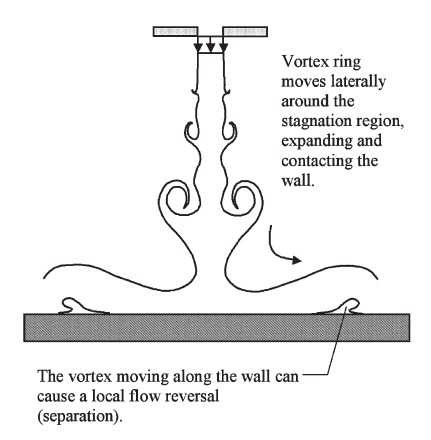 Vortex ring
moves laterally
around the
stagnation region,
expanding and
contacting the
wall.
The vortex moving along the wall can
cause a local flow reversal
(separation).